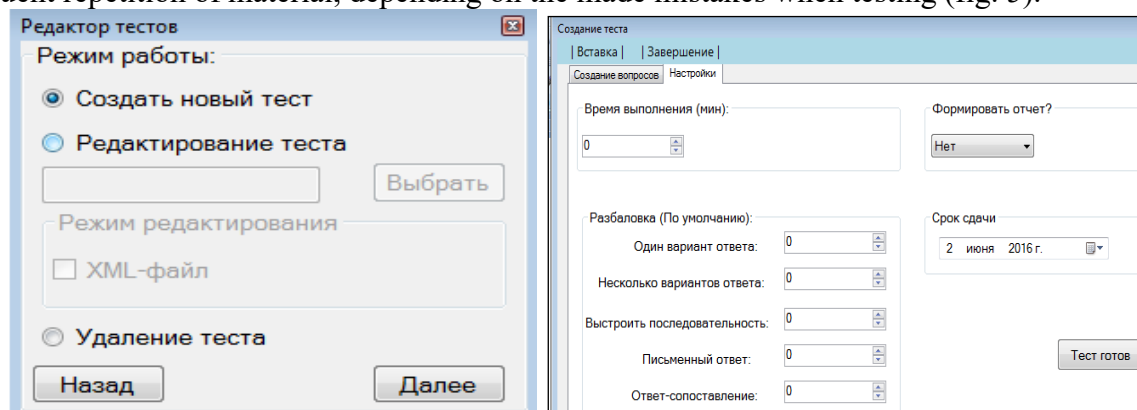 repetition of material, depending on the made mistakes when testing (fig. 5).
Редактор тестов
Режим работы:
Создать новый тест
Редактирование теста
Выбрать
Режим редактирования
XML-файл
Удаление теста
Назад Далее
Создание теста
| Вставка | | Завершение |
Создание вопросов Настройки
Время выполнения (мин): Формировать отчет?
0 Нет
Разбаловка (По умолчанию): Срок сдачи
Один вариант ответа: 0 2 июня 2016 г.
Несколько вариантов ответа: 0
Выстроить последовательность: 0
Письменный ответ: 0 Тест готов
Ответ-сопоставление: 0